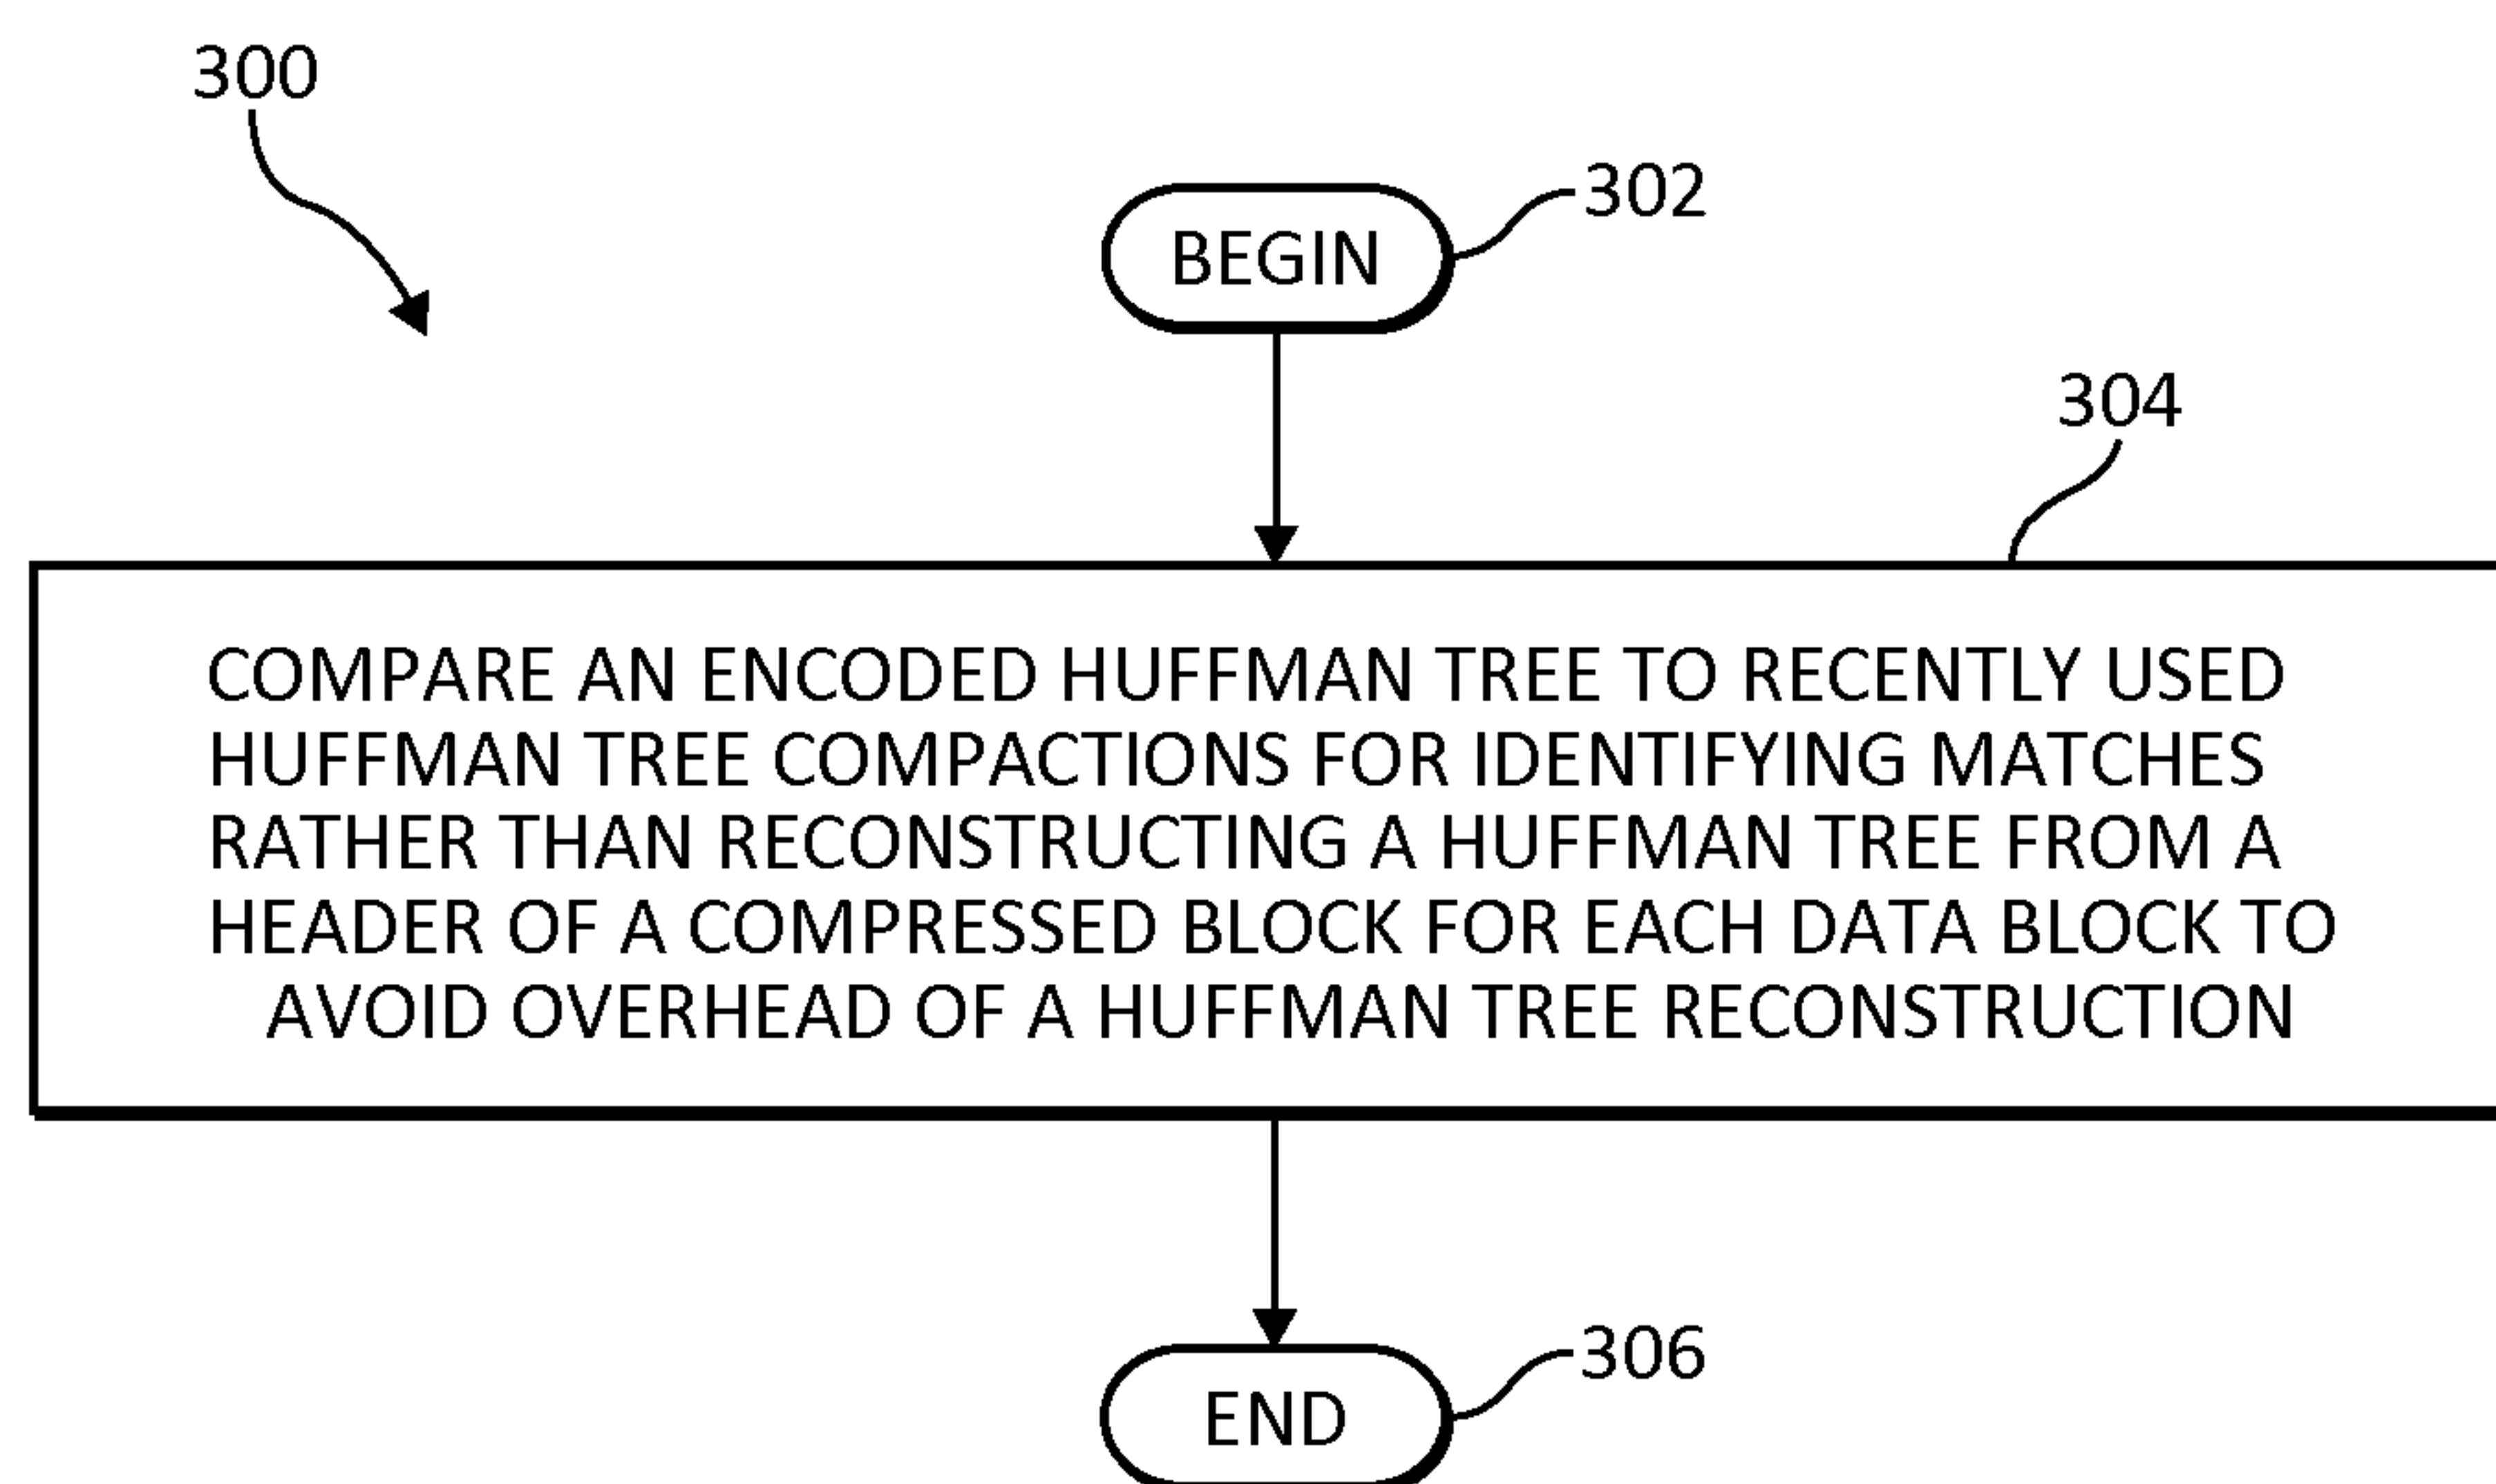 300
302
BEGIN
304
COMPARE AN ENCODED HUFFMAN TREE TO RECENTLY USED
HUFFMAN TREE COMPACTIONS FOR IDENTIFYING MATCHES
RATHER THAN RECONSTRUCTING A HUFFMAN TREE FROM A
HEADER OF A COMPRESSED BLOCK FOR EACH DATA BLOCK TO
AVOID OVERHEAD OF A HUFFMAN TREE RECONSTRUCTION
306
END